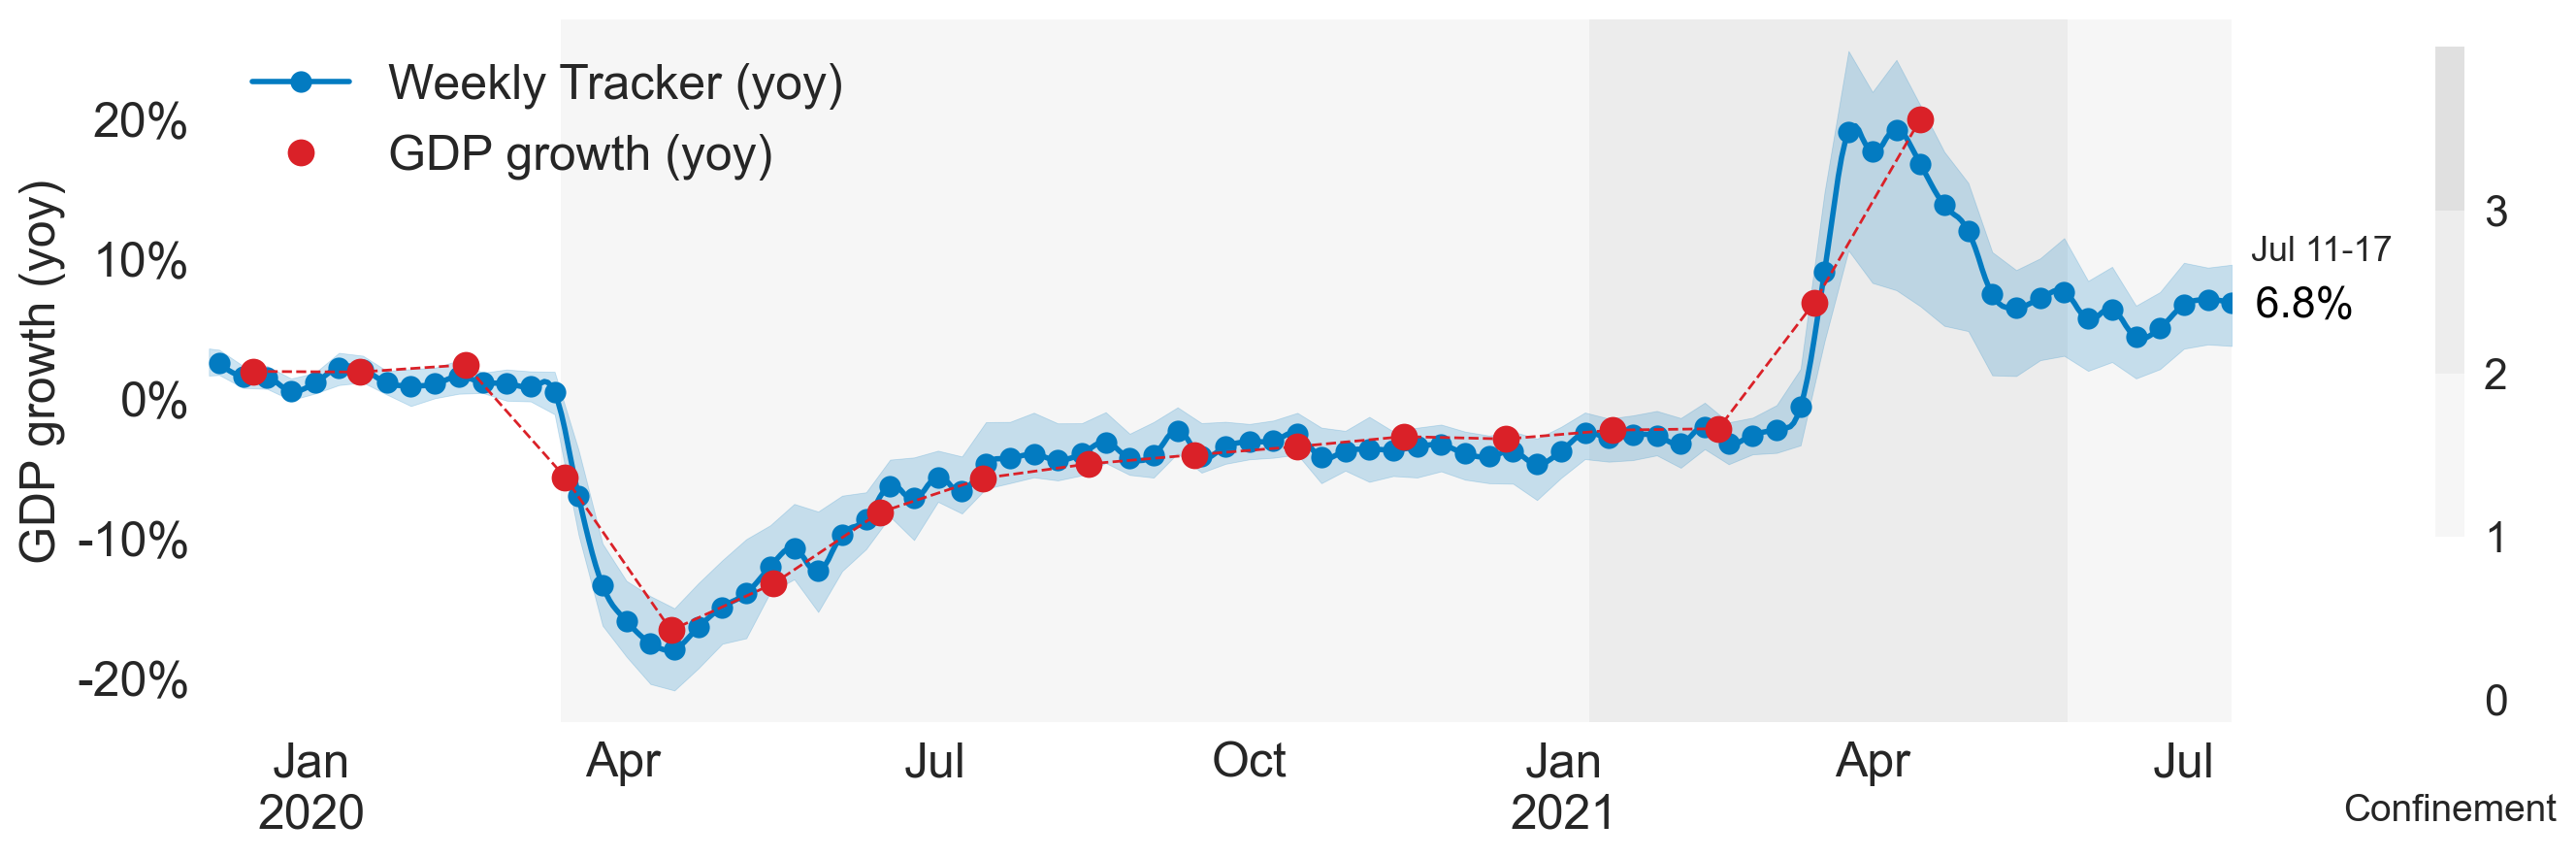 Weekly Tracker (yoy)
GDP growth (yoy)
GDP growth (yoy)
20%
10%
0%
-10%
-20%
Jan
2020
Apr
Jul
Oct
Jan
2021
Apr
Jul
Jul 11-17
6.8%
3
2
1
0
Confinement